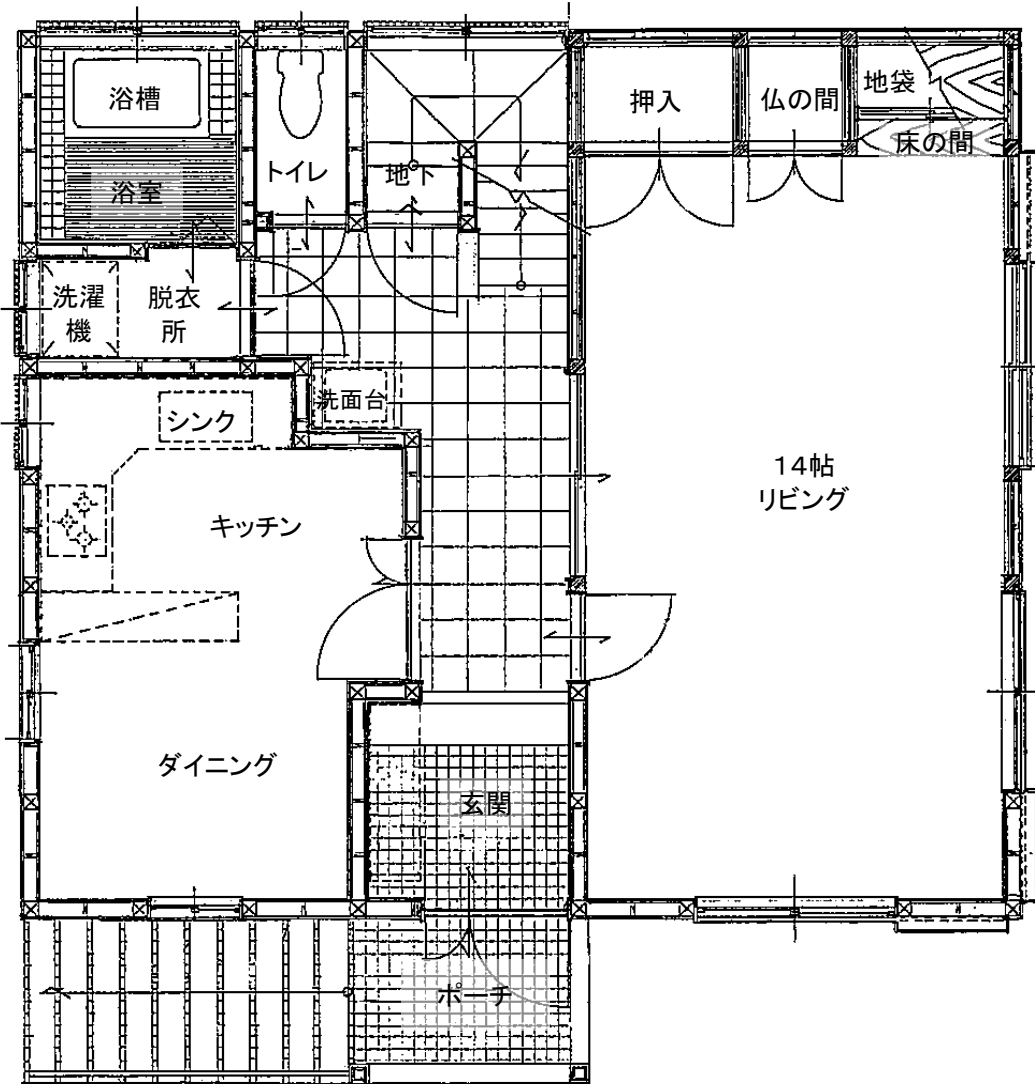 浴槽
浴室
トイレ
地下
押入
仏の間
地袋
床の間
洗濯
機
脱衣
所
洗面台
シンク
14帖
リビング
キッチン
ダイニング
玄関
ポーチ